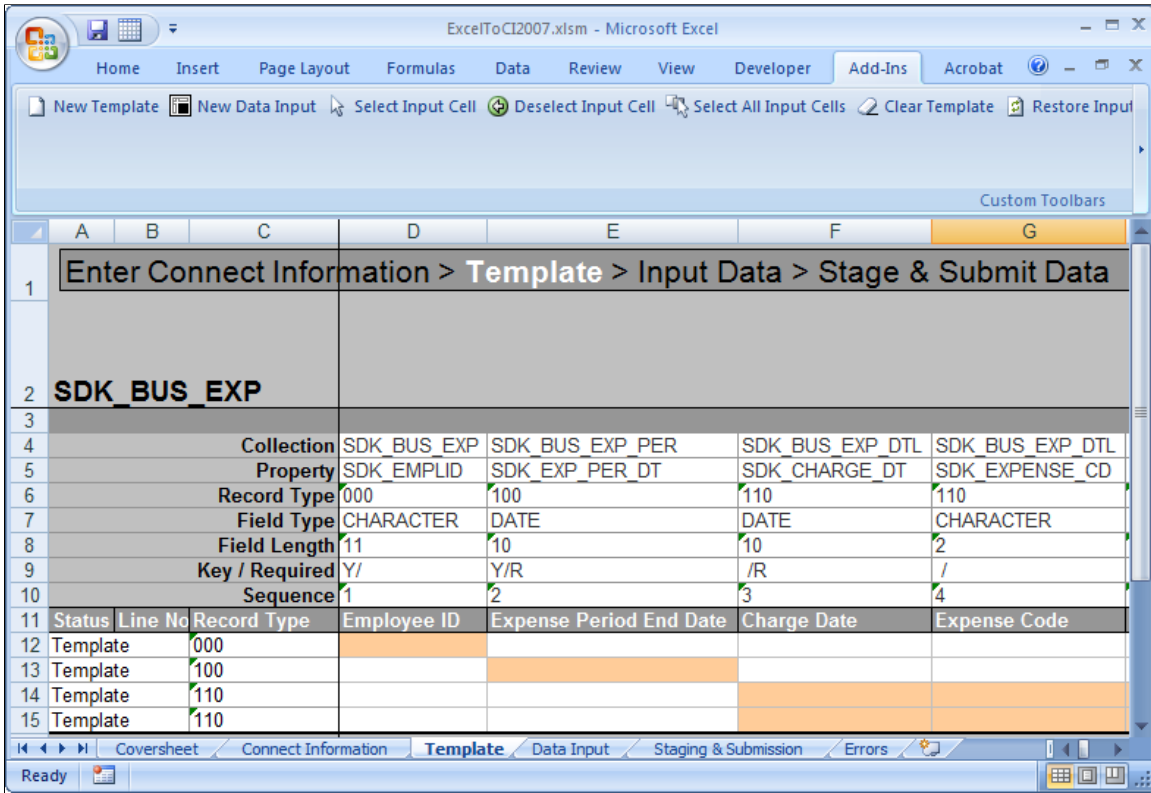 ExcelToCI2007.xlsm - Microsoft Excel
Home Insert Page Layout Formulas Data Review View Developer Add-Ins Acrobat
New Template New Data Input Select Input Cell Deselect Input Cell Select All Input Cells Clear Template Restore Input
Custom Toolbars
A B C D E F G
1 Enter Connect Information > Template > Input Data > Stage & Submit Data
2 SDK_BUS_EXP
3
4 Collection SDK_BUS_EXP SDK_BUS_EXP_PER SDK_BUS_EXP_DTL SDK_BUS_EXP_DTL
5 Property SDK_EMPLID SDK_EXP_PER_DT SDK_CHARGE_DT SDK_EXPENSE_CD
6 Record Type 000 100 110 110
7 Field Type CHARACTER DATE DATE CHARACTER
8 Field Length 11 10 10 2
9 Key / Required Y/ Y/R /R /
10 Sequence 1 2 3 4
11 Status Line No Record Type Employee ID Expense Period End Date Charge Date Expense Code
12 Template 000
13 Template 100
14 Template 110
15 Template 110
Coversheet Connect Information Template Data Input Staging & Submission Errors
Ready